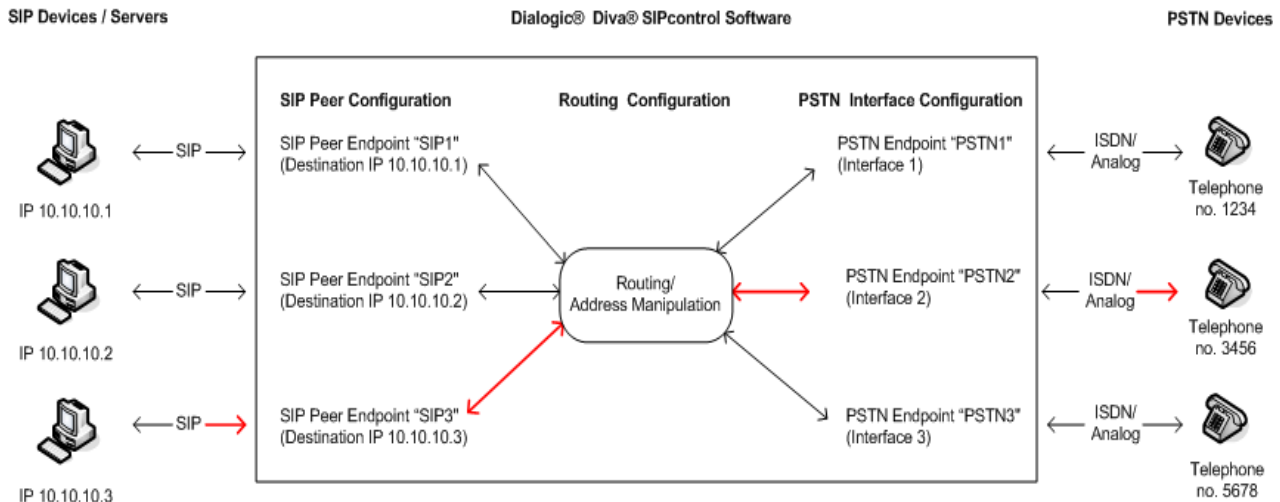 SIP Devices / Servers
Dialogic® Diva® SIPcontrol Software
PSTN Devices
SIP Peer Configuration
Routing Configuration
PSTN Interface Configuration
SIP
SIP Peer Endpoint “SIP1"
(Destination IP 10.10.10.1)
PSTN Endpoint “PSTN1"
(Interface 1)
ISDN/
Analog
IP 10.10.10.1
Telephone
no. 1234
SIP
SIP Peer Endpoint “SIP2"
(Destination IP 10.10.10.2)
Routing/
Address Manipulation
PSTN Endpoint “PSTN2"
(Interface 2)
ISDN/
Analog
IP 10.10.10.2
Telephone
no. 3456
SIP
SIP Peer Endpoint “SIP3"
(Destination IP 10.10.10.3)
PSTN Endpoint “PSTN3"
(Interface 3)
ISDN/
Analog
IP 10.10.10.3
Telephone
no. 5678